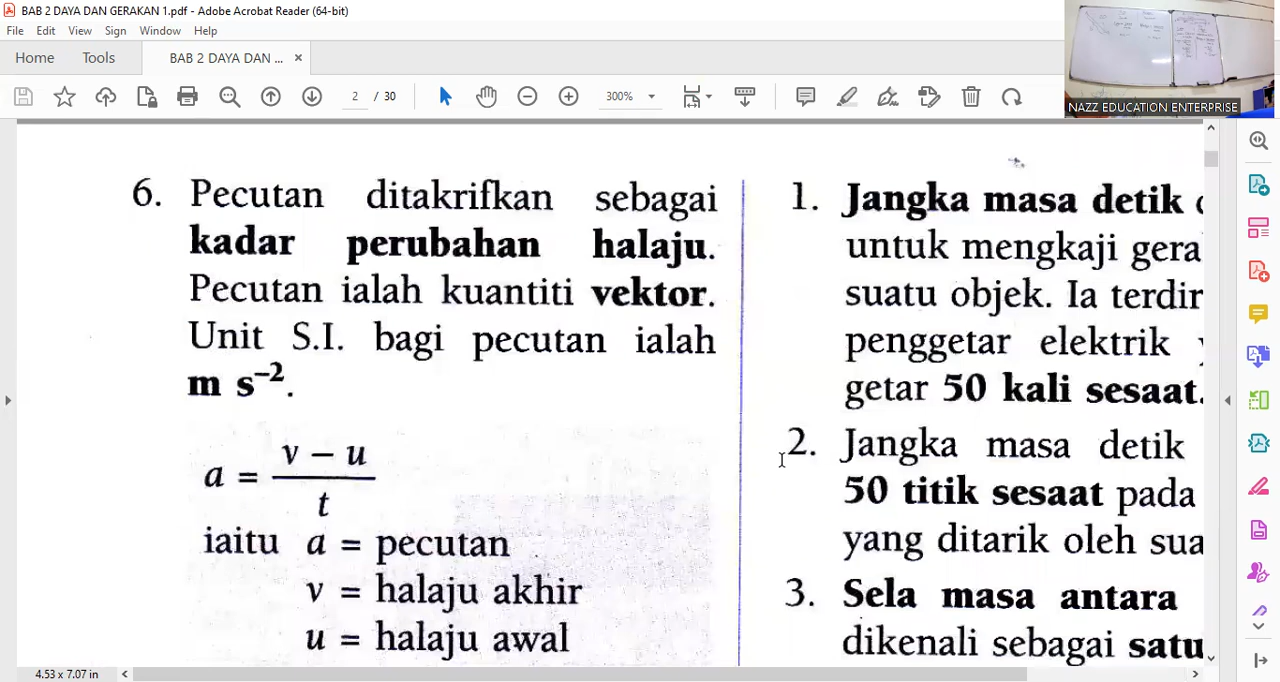 BAB 2 DAYA DAN GERAKAN 1.pdf - Adobe Acrobat Reader (64-bit)
File Edit View Sign Window Help
Home Tools BAB 2 DAYA DAN ... ×
2 / 30 300%
NAZZ EDUCATION ENTERPRISE
6. Pecutan ditakrifkan sebagai
kadar perubahan halaju.
Pecutan ialah kuantiti vektor.
Unit S.I. bagi pecutan ialah
m s⁻².
a = (v – u) / t
iaitu a = pecutan
v = halaju akhir
u = halaju awal
1. Jangka masa detik
untuk mengkaji gera
suatu objek. Ia terdir
penggetar elektrik
getar 50 kali sesaat.
2. Jangka masa detik
50 titik sesaat pada
yang ditarik oleh sua
3. Sela masa antara
dikenali sebagai satu
4.53 x 7.07 in